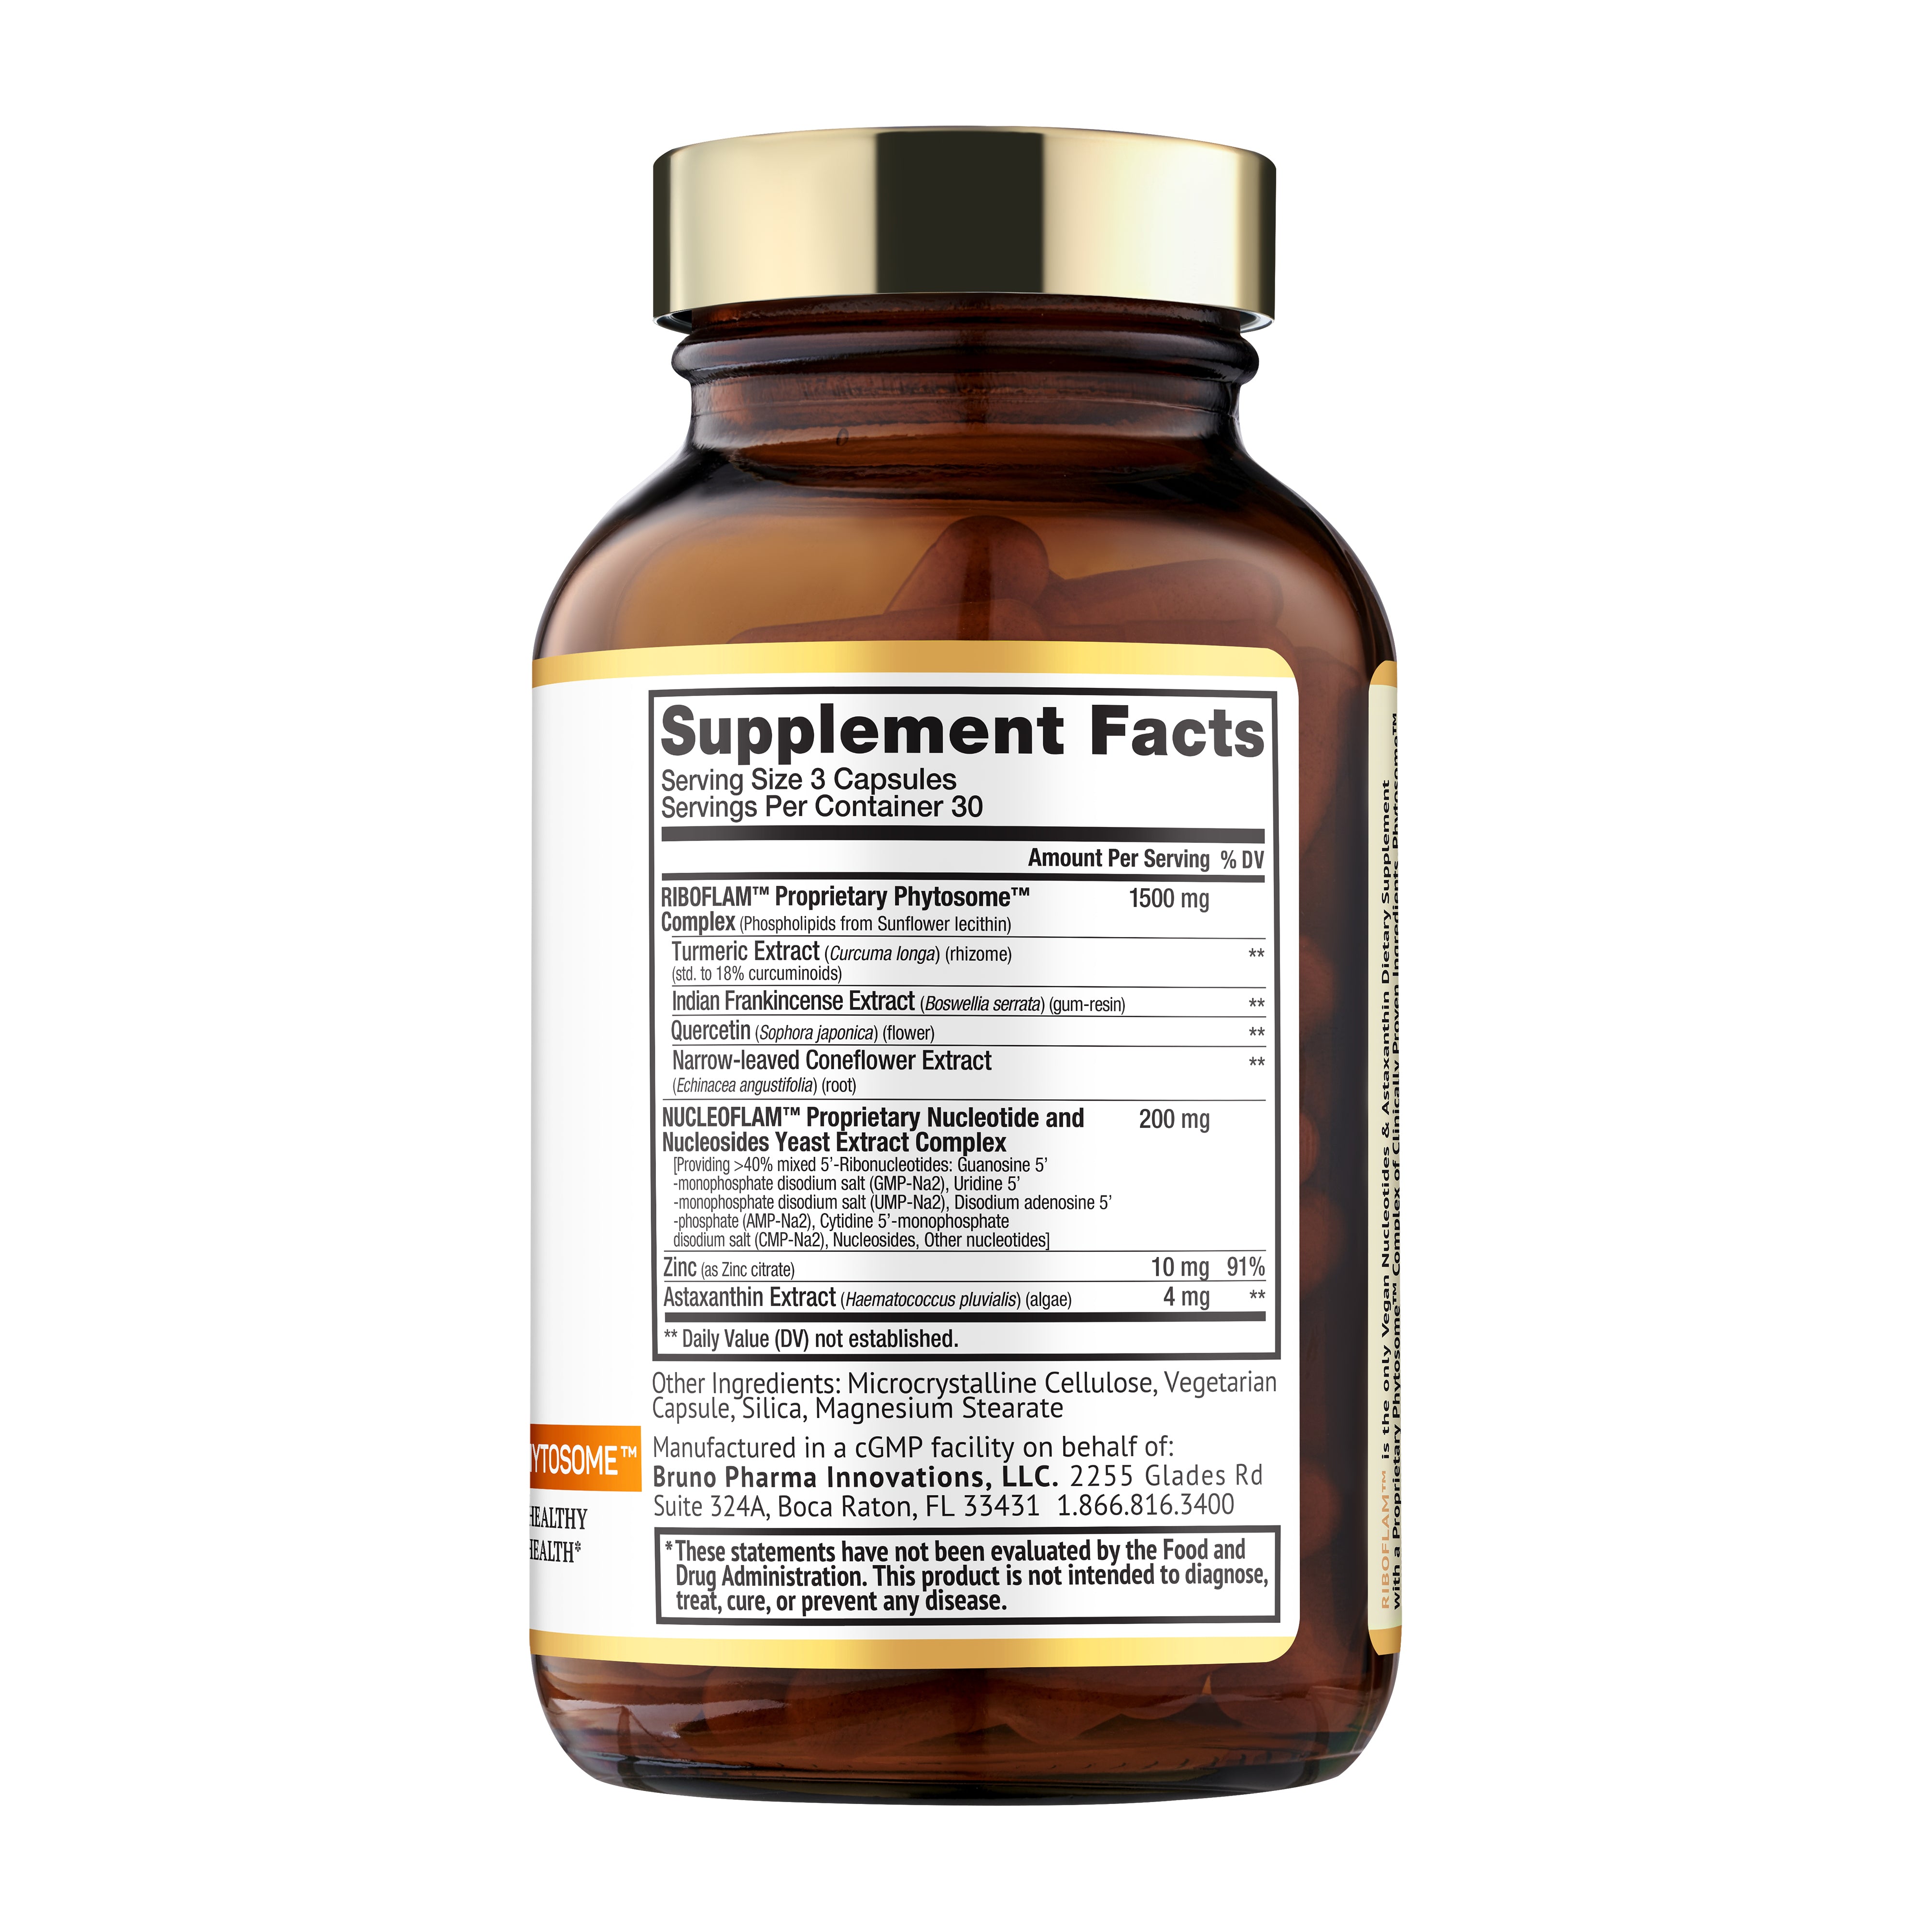 Supplement Facts
Serving Size 3 Capsules
Servings Per Container 30
Amount Per Serving % DV
RIBOFLAM™ Proprietary Phytosome™ 1500 mg
Complex (Phospholipids from Sunflower lecithin)
Turmeric Extract (Curcuma longa) (rhizome) **
(std. to 18% curcuminoids)
Indian Frankincense Extract (Boswellia serrata) (gum-resin) **
Quercetin (Sophora japonica) (flower) **
Narrow-leaved Coneflower Extract **
(Echinacea angustifolia) (root)
NUCLEOFLAM™ Proprietary Nucleotide and 200 mg
Nucleosides Yeast Extract Complex
[Providing >40% mixed 5’-Ribonucleotides: Guanosine 5’
-monophosphate disodium salt (GMP-Na2), Uridine 5’
-monophosphate disodium salt (UMP-Na2), Disodium adenosine 5’
-phosphate (AMP-Na2), Cytidine 5’-monophosphate
disodium salt (CMP-Na2), Nucleosides, Other nucleotides]
Zinc (as Zinc citrate) 10 mg 91%
Astaxanthin Extract (Haematococcus pluvialis) (algae) 4 mg **
** Daily Value (DV) not established.
Other Ingredients: Microcrystalline Cellulose, Vegetarian
Capsule, Silica, Magnesium Stearate
Manufactured in a cGMP facility on behalf of:
Bruno Pharma Innovations, LLC. 2255 Glades Rd
Suite 324A, Boca Raton, FL 33431 1.866.816.3400
*These statements have not been evaluated by the Food and
Drug Administration. This product is not intended to diagnose,
treat, cure, or prevent any disease.
YTOSOME™
HEALTHY
HEALTH*
RIBOFLAM™ is the only Vegan Nucleotides & Astaxanthin Dietary Supplement
with a Proprietary Phytosome™ Complex of Clinically Proven Ingredients Phytosome™